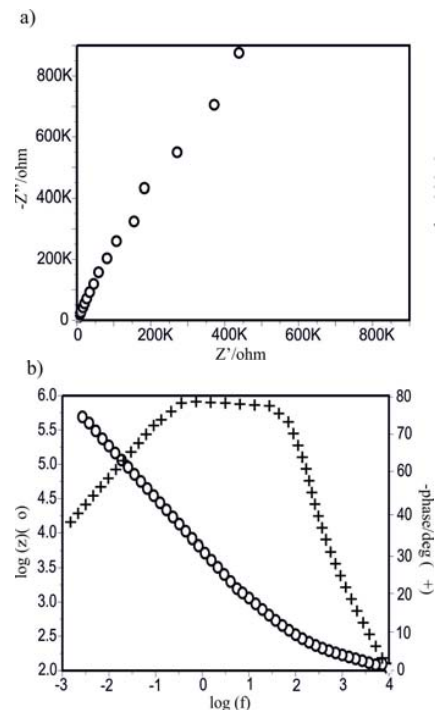 a)
800K
600K
400K
200K
0
-Z''/ohm
0 200K 400K 600K 800K
Z'/ohm
b)
6.0
5.5
5.0
4.5
4.0
3.5
3.0
2.5
2.0
log (z)( o)
80
70
60
50
40
30
20
10
0
-phase/deg ( +)
-3 -2 -1 0 1 2 3 4
log (f)